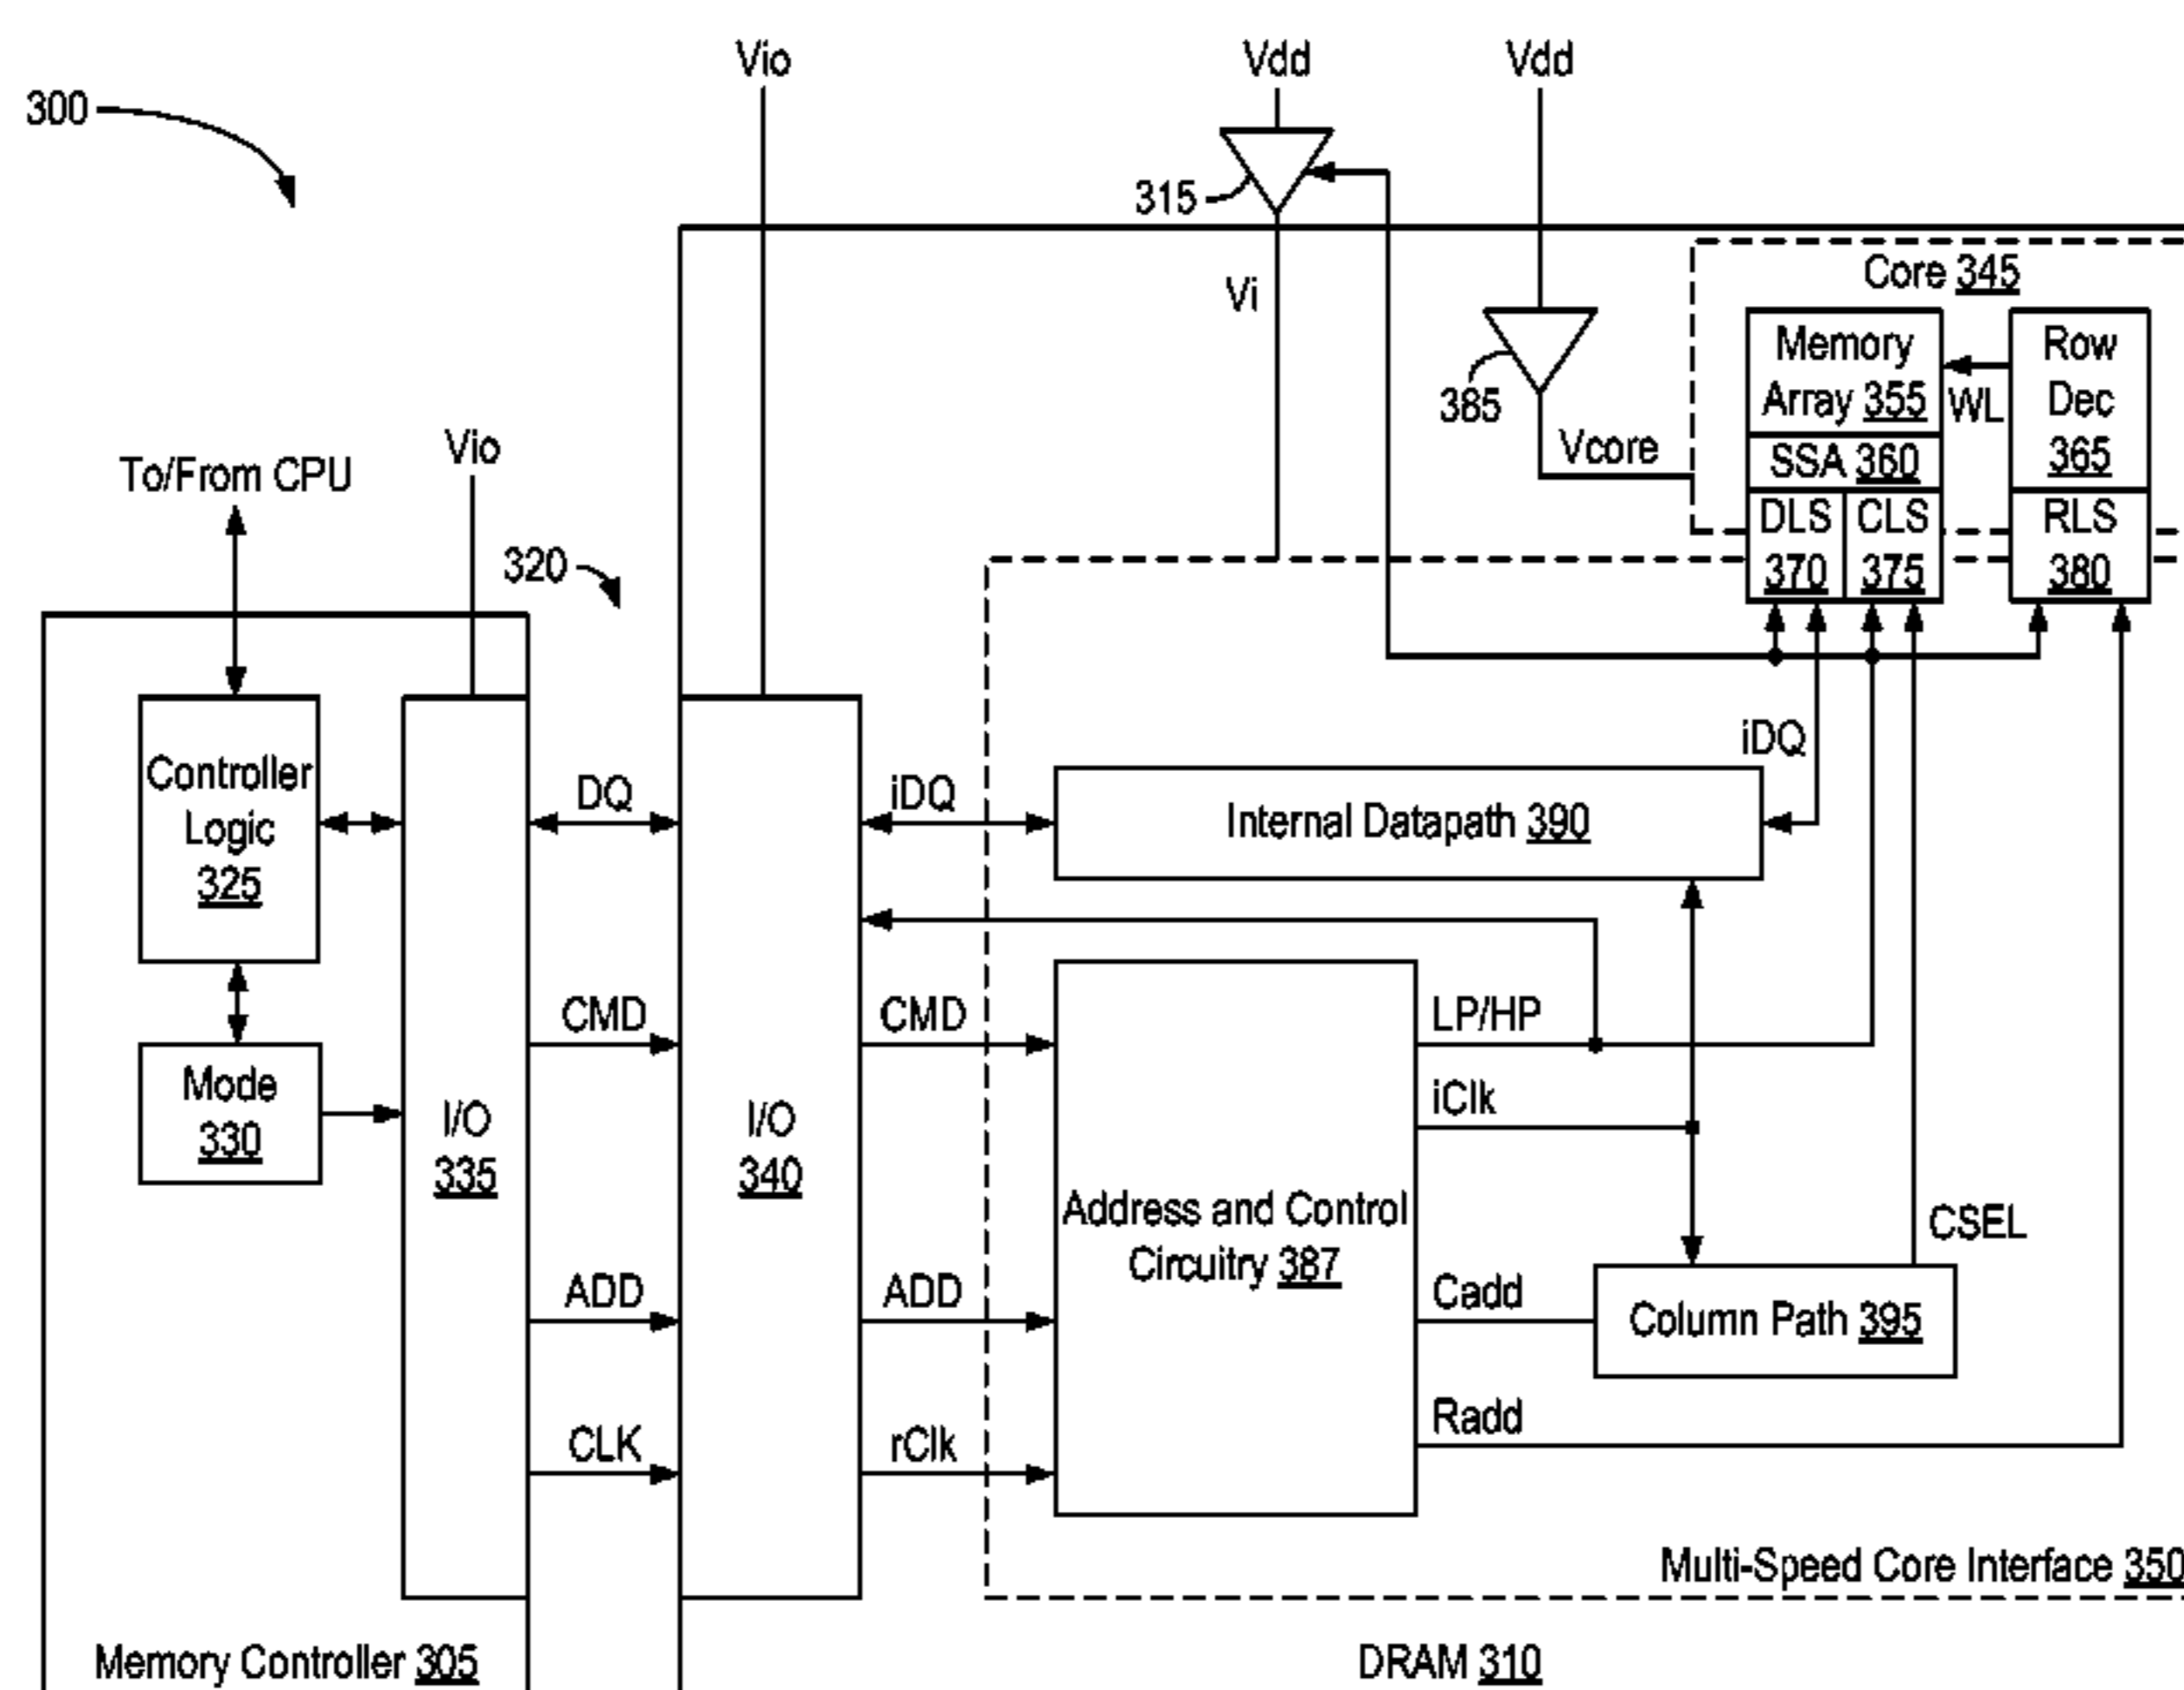 300
Vio
Vdd
Vdd
315
Vi
385
Vcore
Core 345
Memory
Array 355
WL
Row
Dec
365
SSA 360
DLS
370
CLS
375
RLS
380
To/From CPU
Vio
320
Controller
Logic
325
Mode
330
I/O
335
DQ
CMD
ADD
CLK
I/O
340
iDQ
CMD
ADD
rClk
iDQ
Internal Datapath 390
Address and Control
Circuitry 387
LP/HP
iClk
Cadd
Radd
CSEL
Column Path 395
Multi-Speed Core Interface 350
Memory Controller 305
DRAM 310